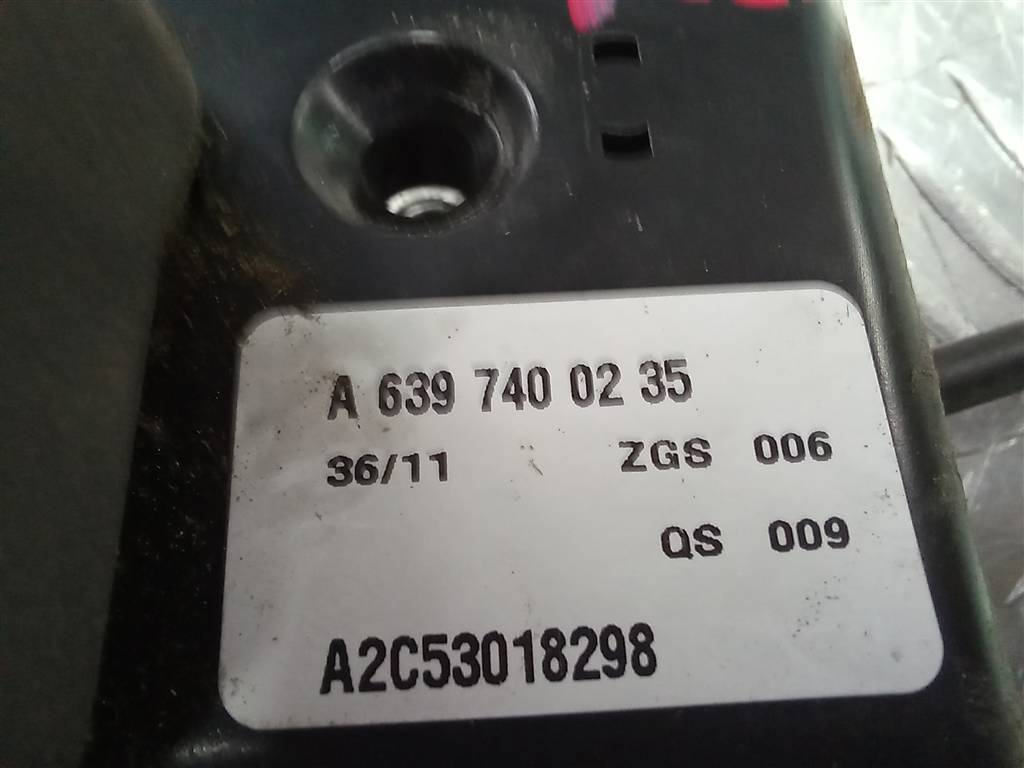 A 639 740 02 35
36/11 ZGS 006
QS 009
A2C53018298